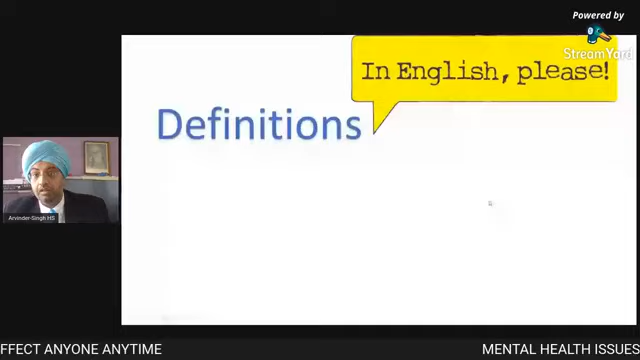 Powered by
StreamYard
In English, please!
Definitions
Arvinder-Singh HS
FFECT ANYONE ANYTIME
MENTAL HEALTH ISSUES